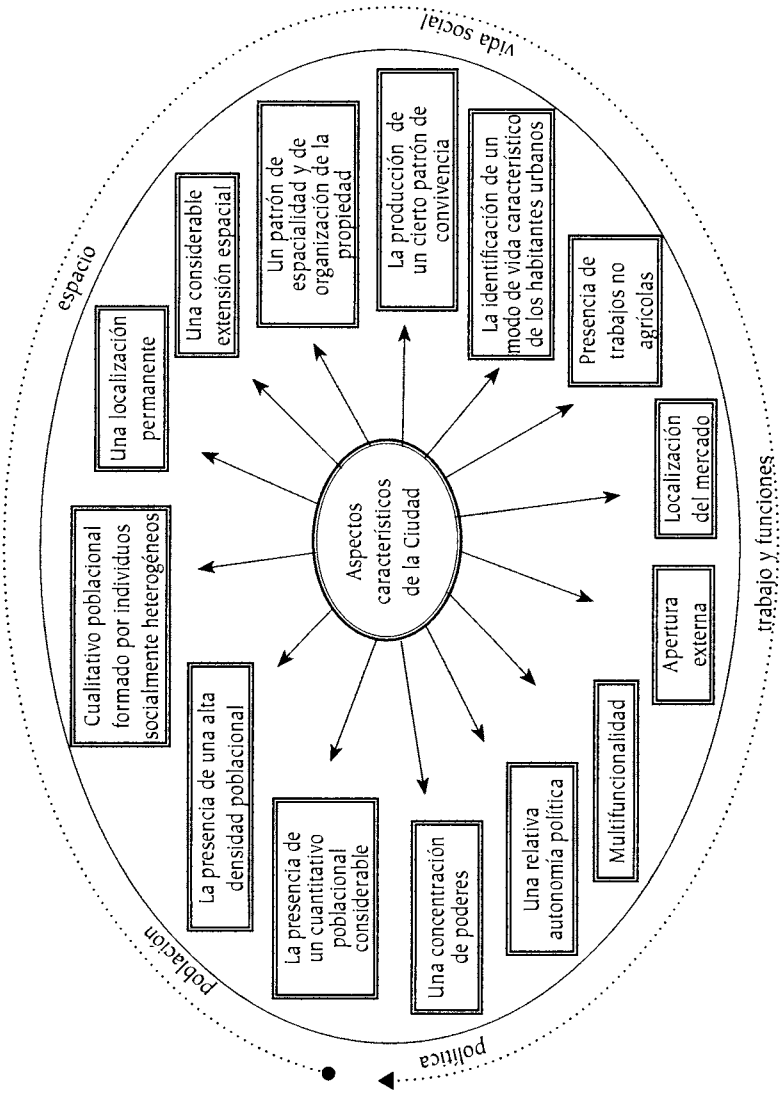 población
espacio
vida social
trabajo y funciones
política
Aspectos
característicos
de la Ciudad
La presencia de
un cuantitativo
poblacional
considerable
La presencia de una alta
densidad poblacional
Cualitativo poblacional
formado por individuos
socialmente heterogéneos
Una localización
permanente
Una considerable
extensión espacial
Un patrón de
espacialidad y de
organización de la
propiedad
La producción de
un cierto patrón de
convivencia
La identificación de un
modo de vida característico
de los habitantes urbanos
Presencia de
trabajos no
agrícolas
Localización
del mercado
Apertura
externa
Multifuncionalidad
Una relativa
autonomía política
Una concentración
de poderes